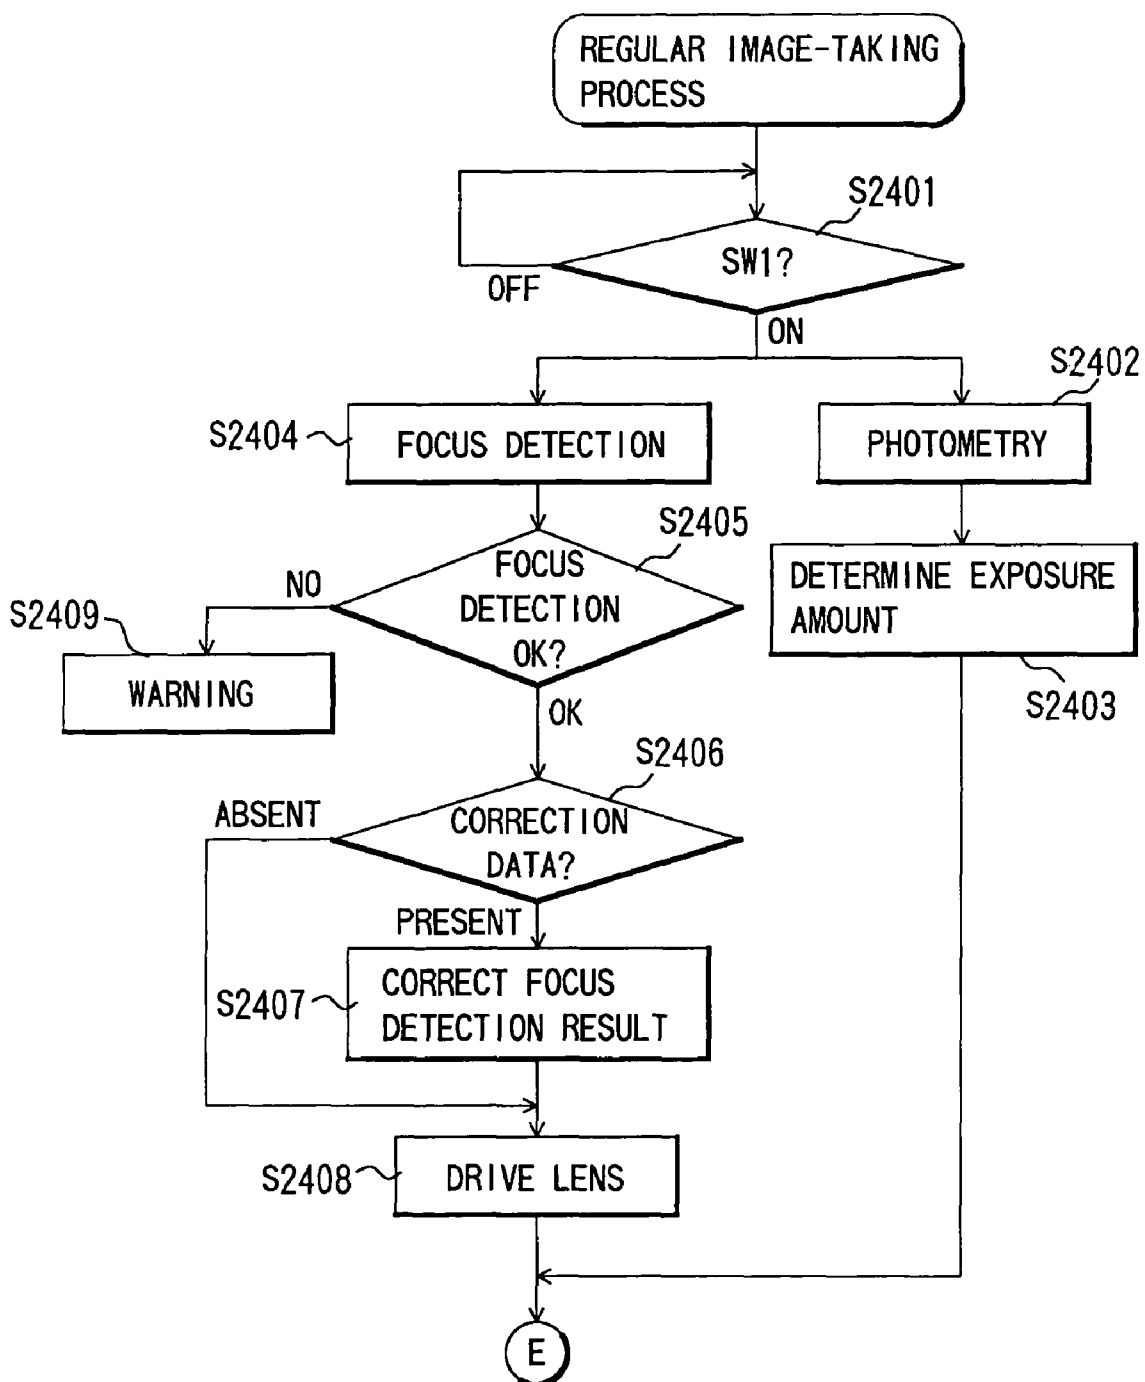 REGULAR IMAGE-TAKING
PROCESS
S2401
SW1?
OFF
ON
S2402
S2404
FOCUS DETECTION
PHOTOMETRY
S2405
FOCUS
DETECTION
OK?
NO
S2409
WARNING
DETERMINE EXPOSURE
AMOUNT
S2403
OK
S2406
ABSENT
CORRECTION
DATA?
PRESENT
S2407
CORRECT FOCUS
DETECTION RESULT
S2408
DRIVE LENS
E